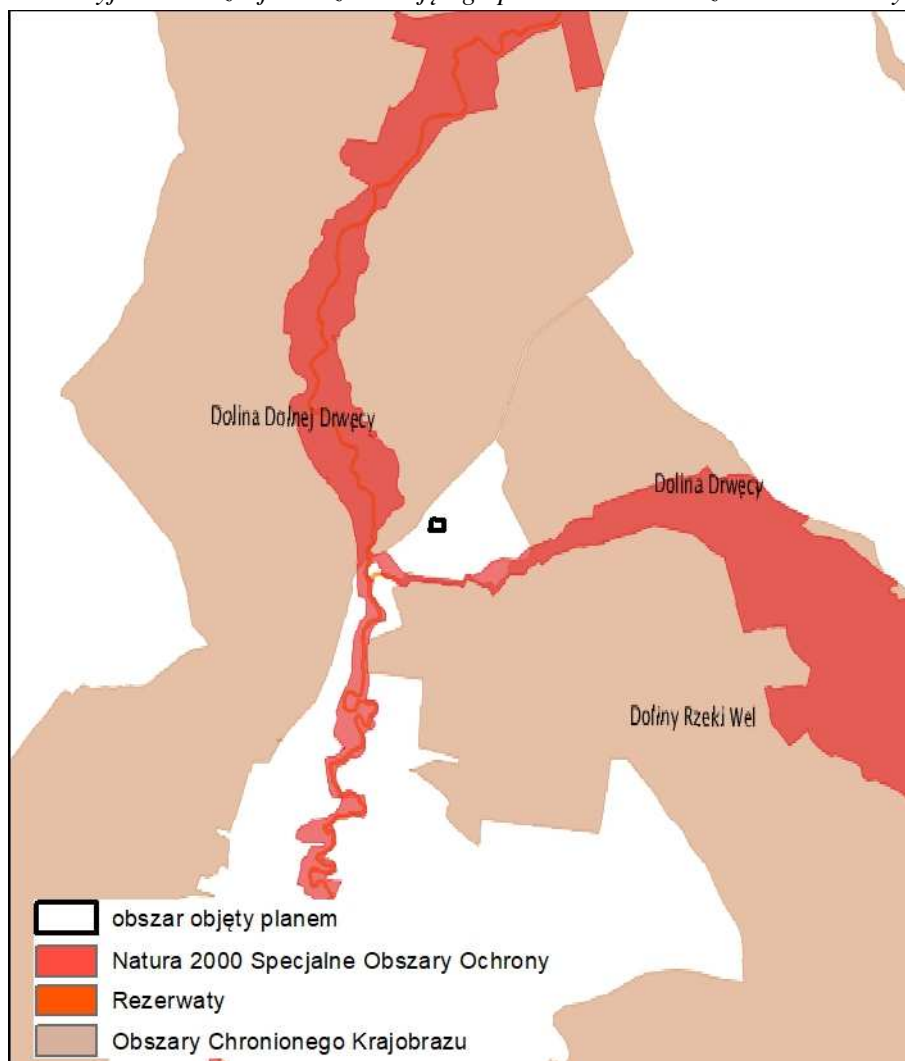 Dolina Dolnej Drwęcy
Dolina Drwęcy
Doliny Rzeki Wel
obszar objęty planem
Natura 2000 Specjalne Obszary Ochrony
Rezerwaty
Obszary Chronionego Krajobrazu